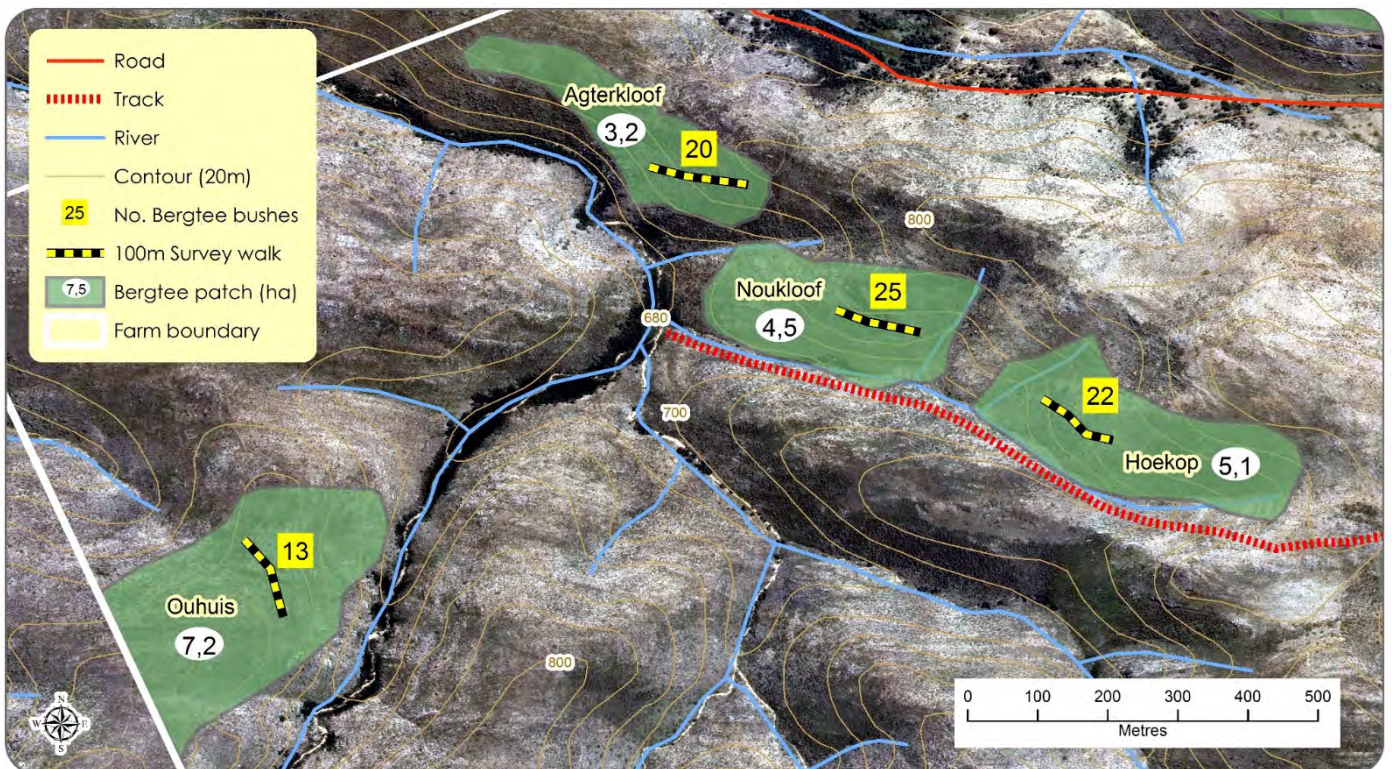 Road
Track
River
Contour (20m)
25 No. Bergtee bushes
100m Survey walk
7,5 Bergtee patch (ha)
Farm boundary
Agterkloof
3,2
20
800
Noukloof
25
4,5
680
22
Hoekop 5,1
700
13
Ouhuis
7,2
800
N
W E
S
0 100 200 300 400 500
Metres